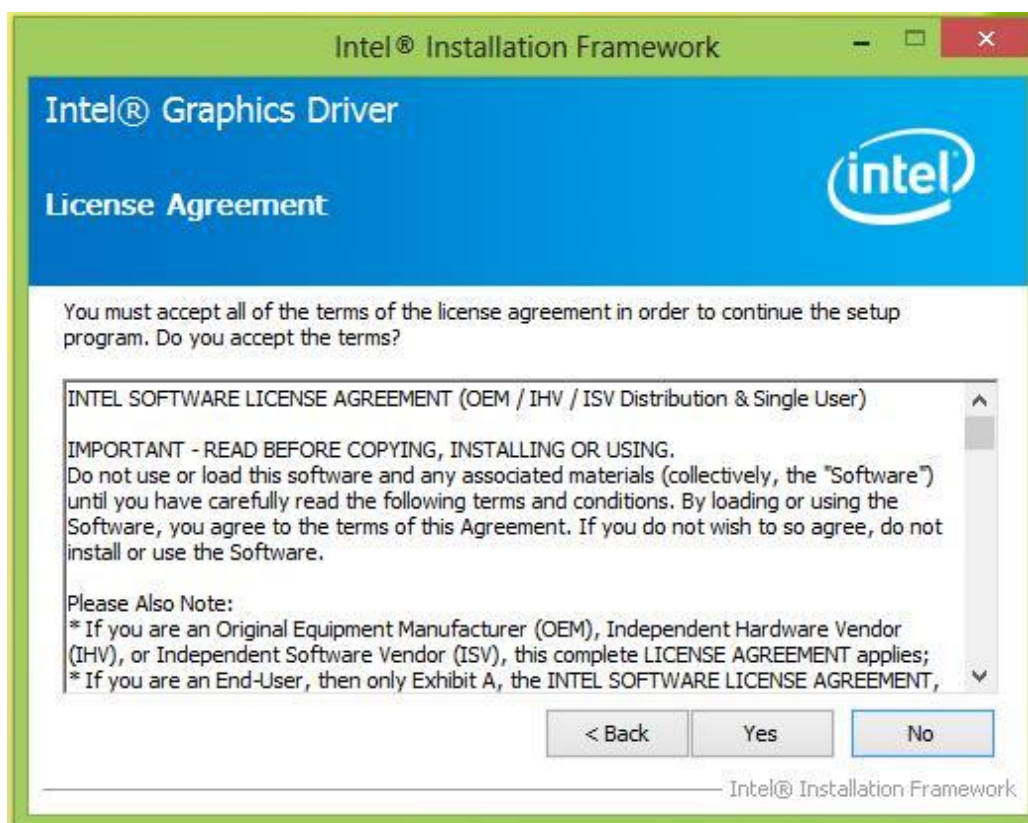 Intel® Installation Framework
Intel® Graphics Driver
intel
License Agreement
You must accept all of the terms of the license agreement in order to continue the setup
program. Do you accept the terms?
INTEL SOFTWARE LICENSE AGREEMENT (OEM / IHV / ISV Distribution & Single User)
IMPORTANT - READ BEFORE COPYING, INSTALLING OR USING.
Do not use or load this software and any associated materials (collectively, the "Software")
until you have carefully read the following terms and conditions. By loading or using the
Software, you agree to the terms of this Agreement. If you do not wish to so agree, do not
install or use the Software.
Please Also Note:
* If you are an Original Equipment Manufacturer (OEM), Independent Hardware Vendor
(IHV), or Independent Software Vendor (ISV), this complete LICENSE AGREEMENT applies;
* If you are an End-User, then only Exhibit A, the INTEL SOFTWARE LICENSE AGREEMENT,
< Back Yes No
Intel® Installation Framework